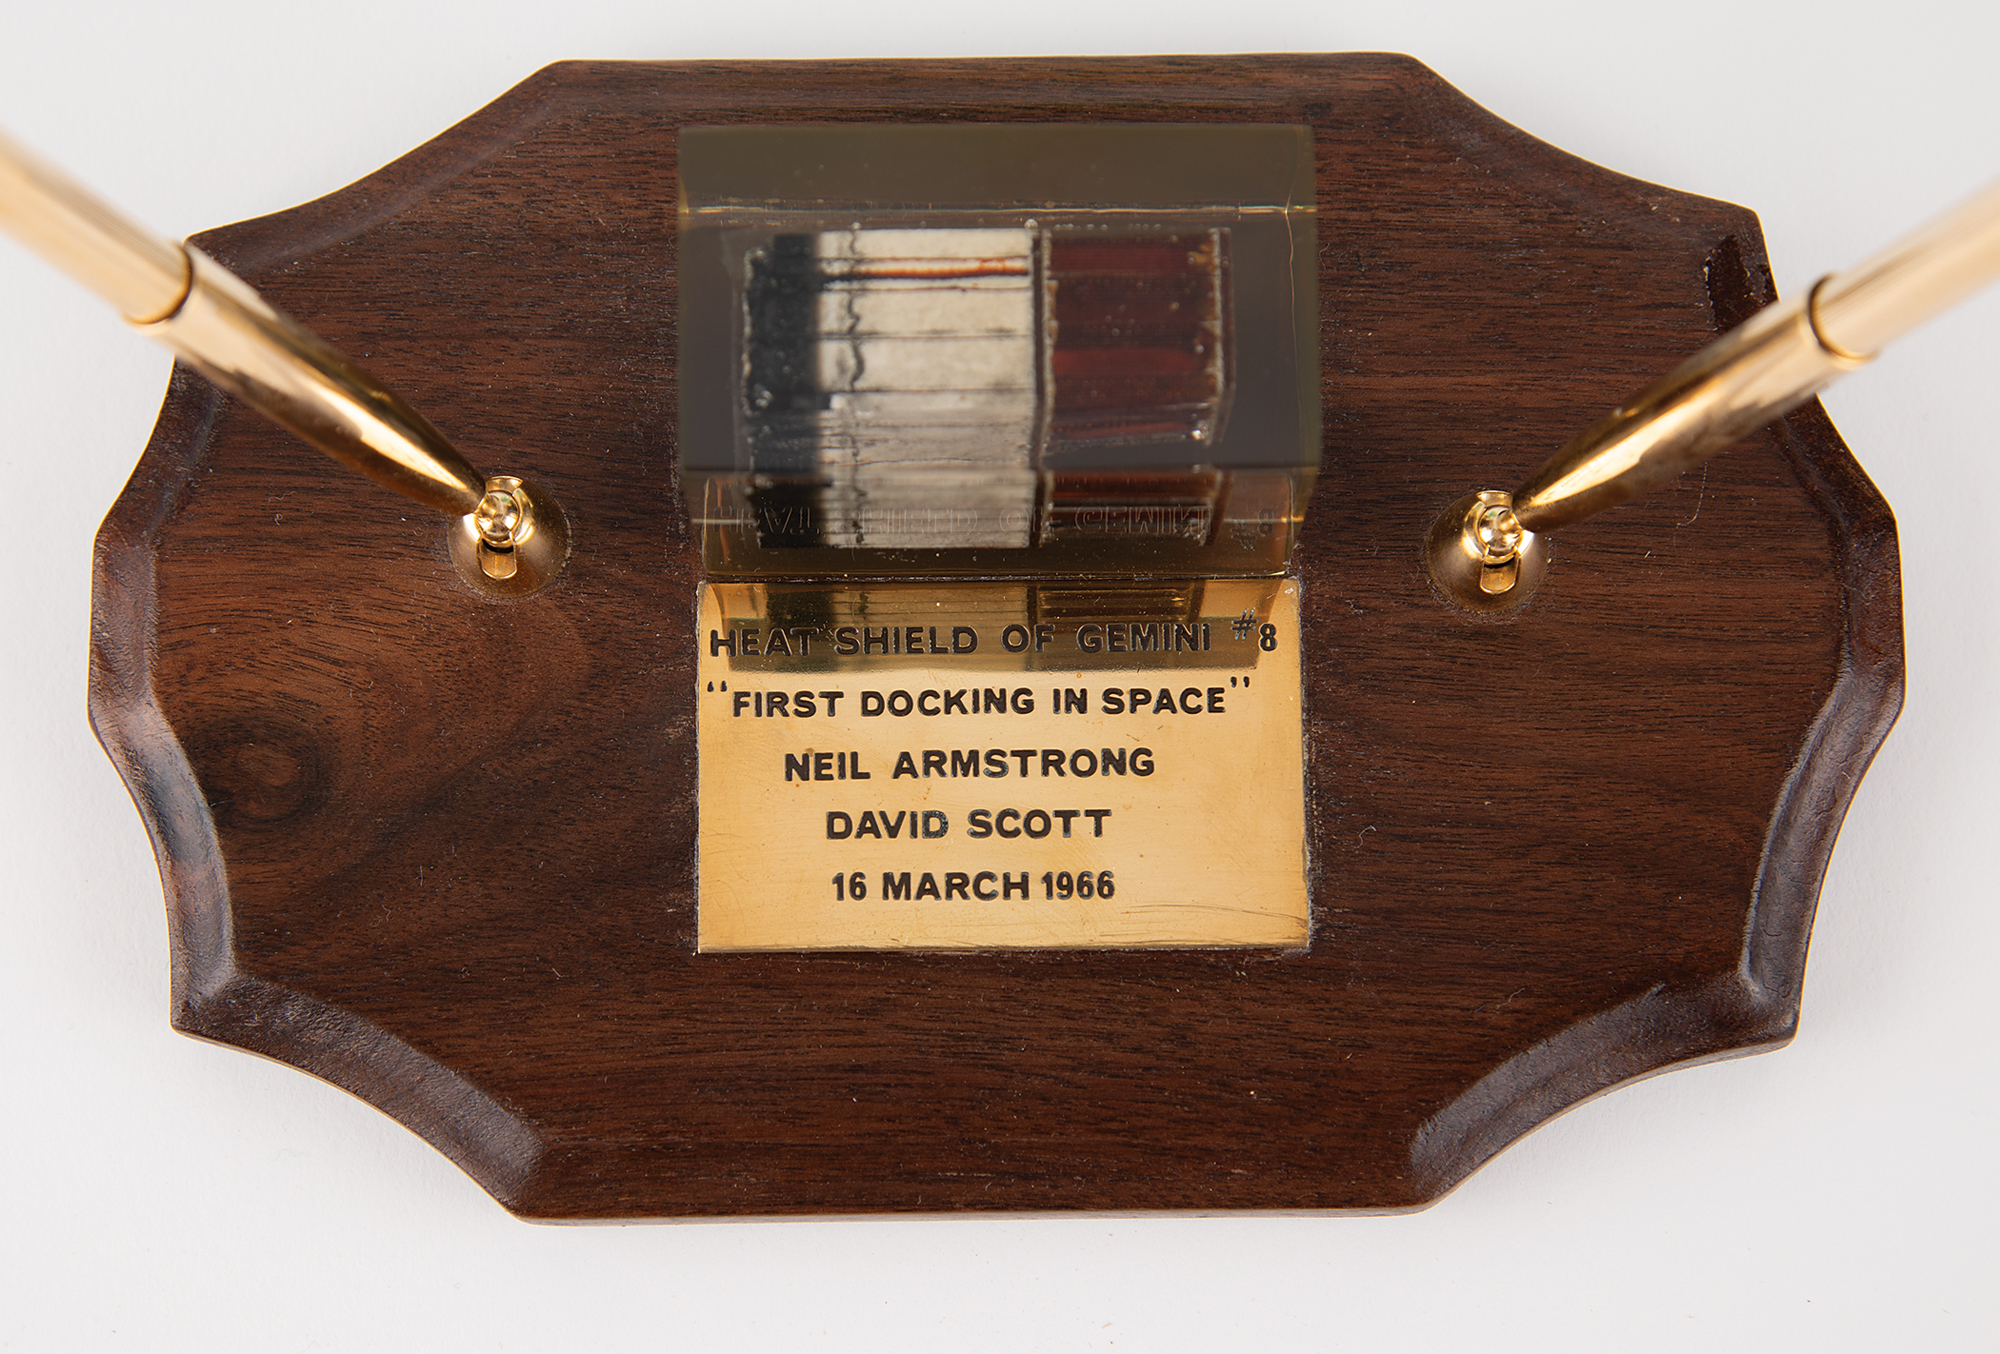 HEAT SHIELD OF GEMINI #8
"FIRST DOCKING IN SPACE"
NEIL ARMSTRONG
DAVID SCOTT
16 MARCH 1966